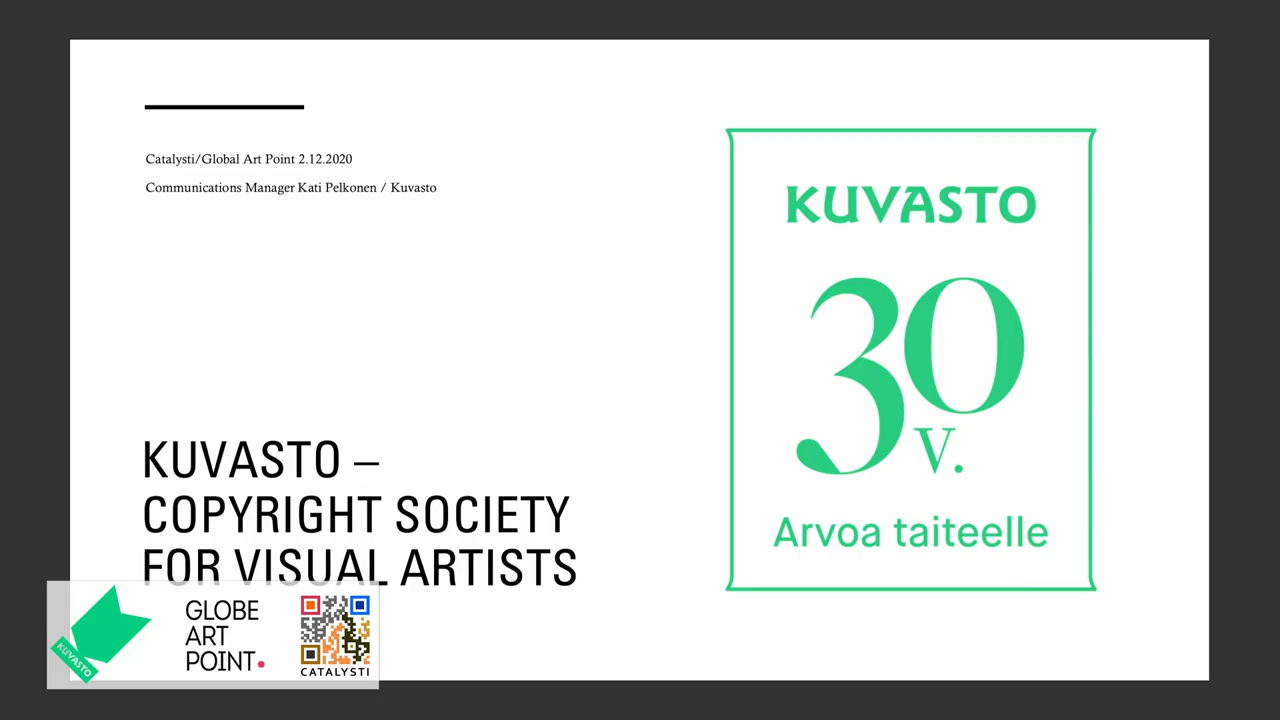 Catalysti/Global Art Point 2.12.2020
Communications Manager Kati Pelkonen / Kuvasto
KUVASTO
30
V.
Arvoa taiteelle
KUVASTO –
COPYRIGHT SOCIETY
FOR VISUAL ARTISTS
KUVASTO
GLOBE
ART
POINT.
CATALYSTI